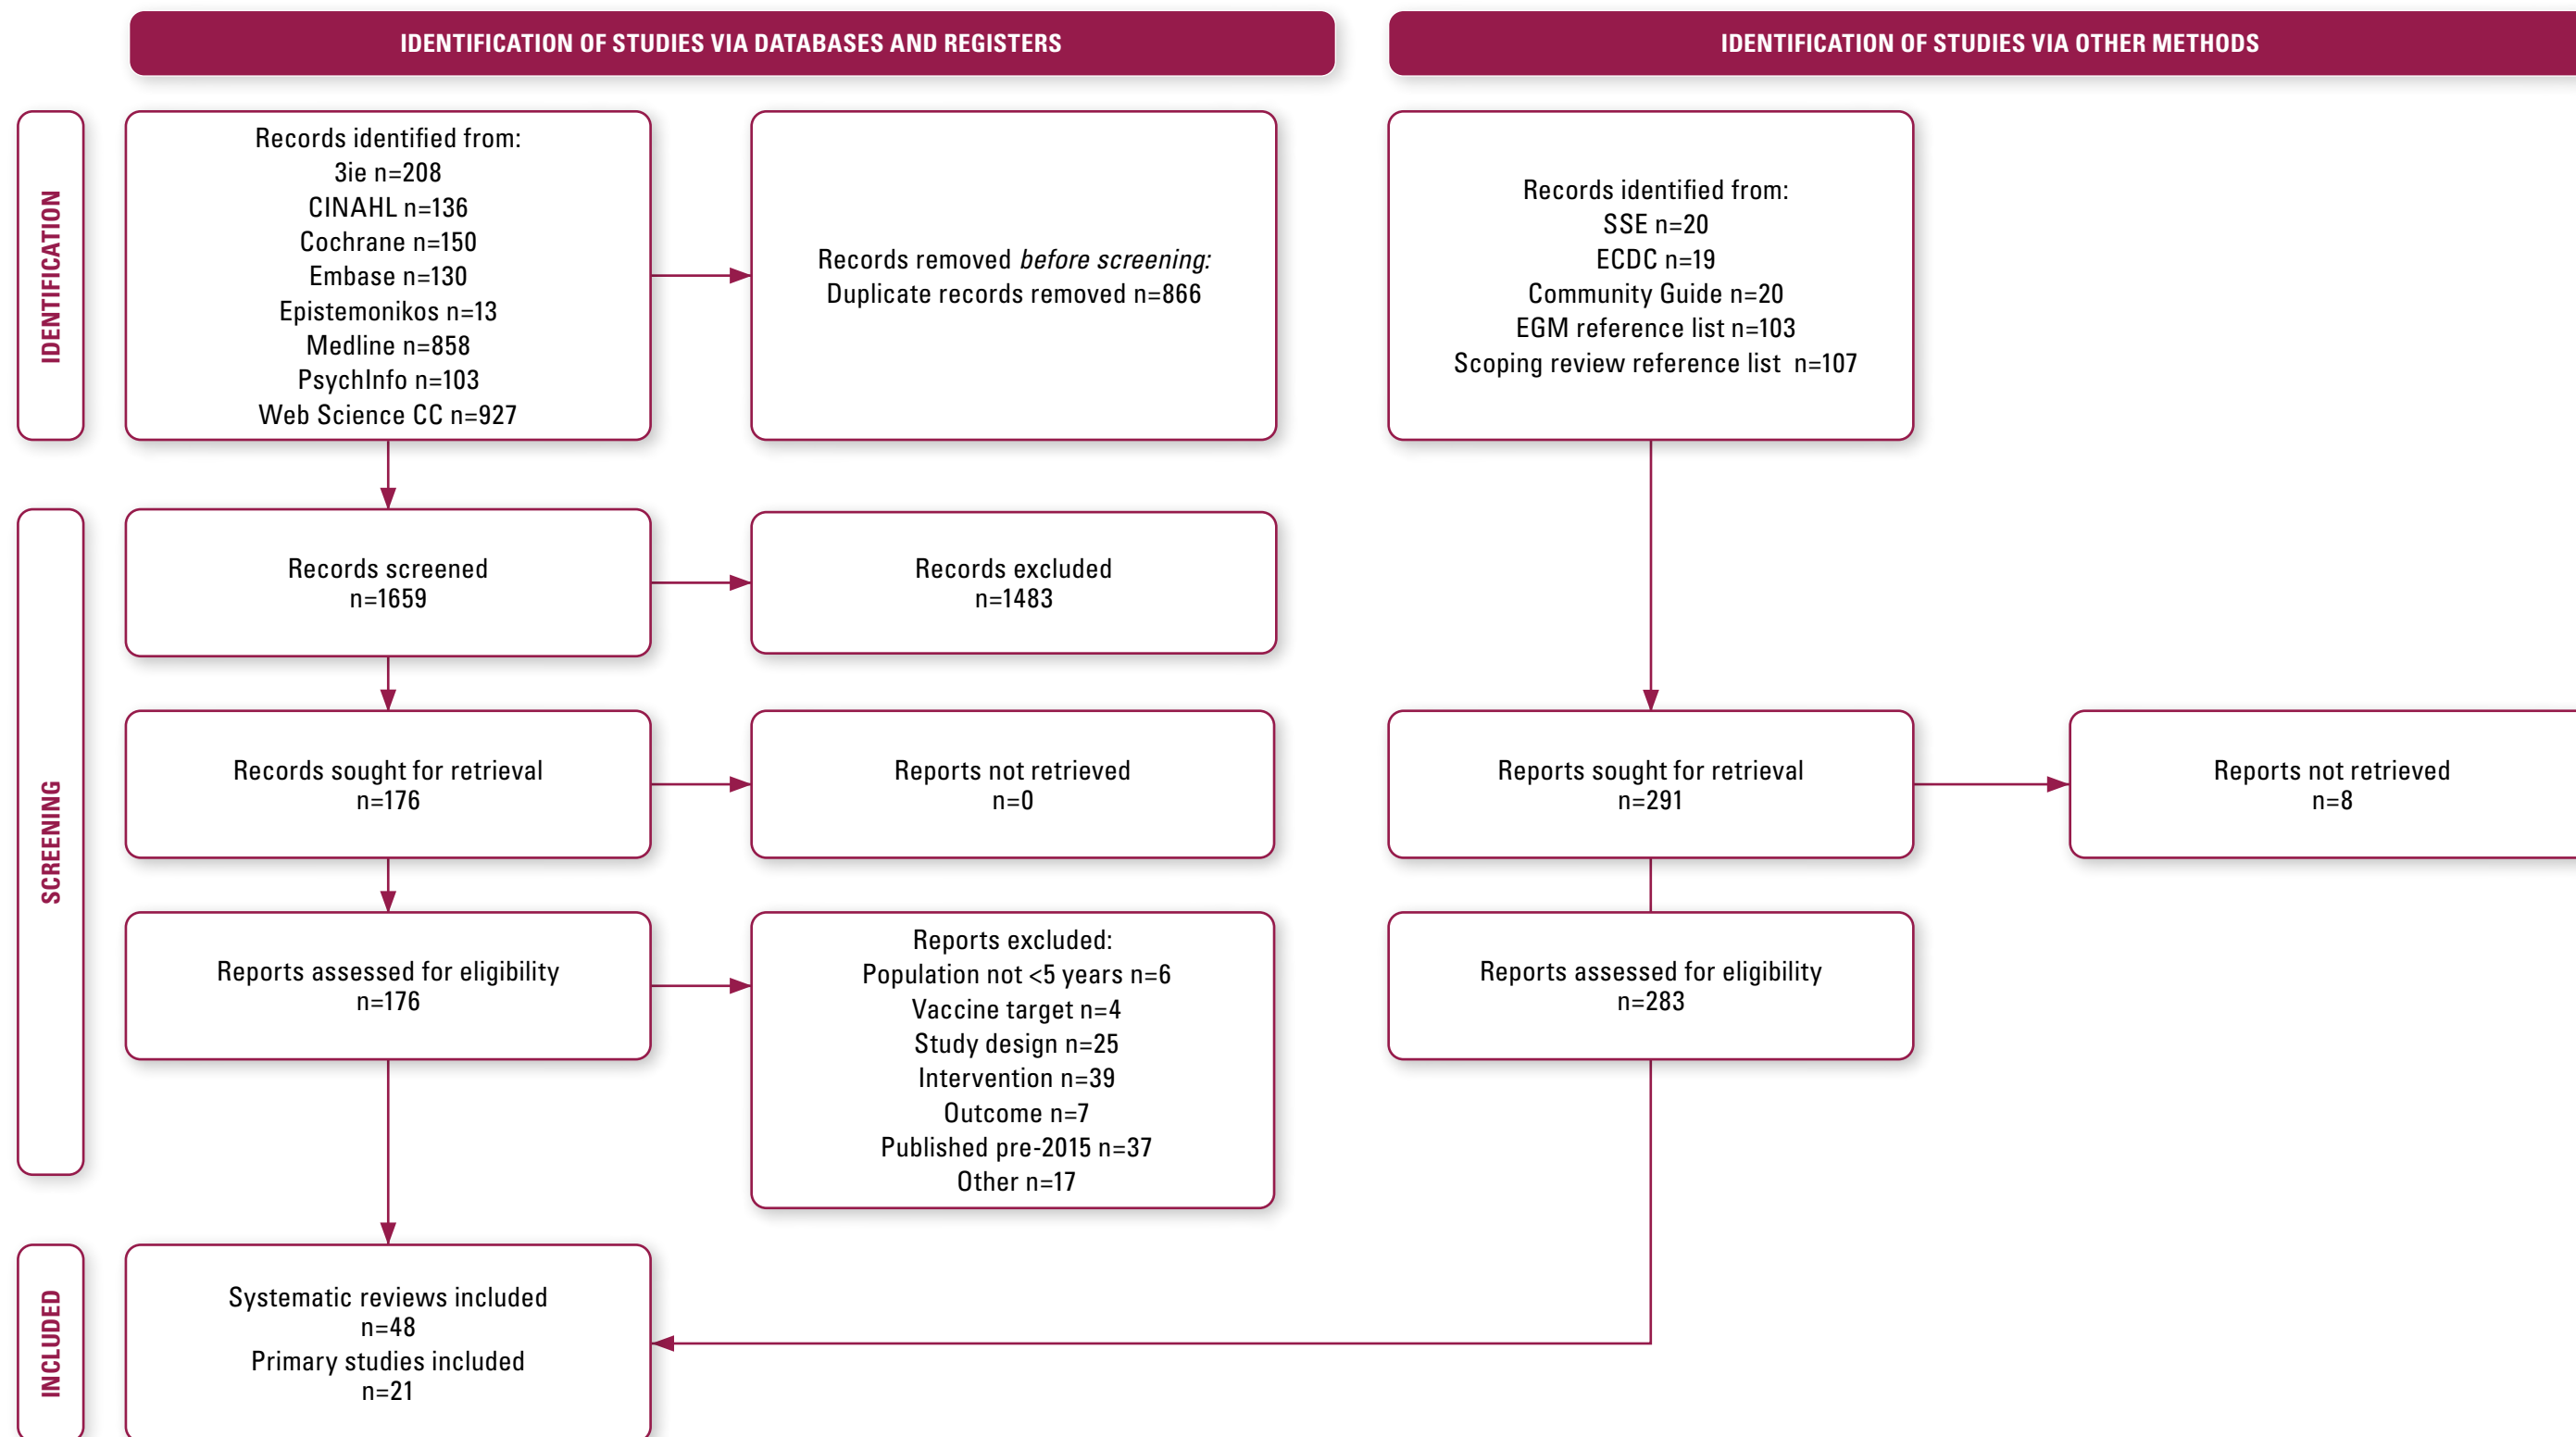 IDENTIFICATION OF STUDIES VIA DATABASES AND REGISTERS
IDENTIFICATION OF STUDIES VIA OTHER METHODS
IDENTIFICATION
Records identified from:
3ie n=208
CINAHL n=136
Cochrane n=150
Embase n=130
Epistemonikos n=13
Medline n=858
PsychInfo n=103
Web Science CC n=927
Records removed before screening:
Duplicate records removed n=866
Records identified from:
SSE n=20
ECDC n=19
Community Guide n=20
EGM reference list n=103
Scoping review reference list n=107
SCREENING
Records screened
n=1659
Records excluded
n=1483
Records sought for retrieval
n=176
Reports not retrieved
n=0
Reports sought for retrieval
n=291
Reports not retrieved
n=8
Reports assessed for eligibility
n=176
Reports excluded:
Population not <5 years n=6
Vaccine target n=4
Study design n=25
Intervention n=39
Outcome n=7
Published pre-2015 n=37
Other n=17
Reports assessed for eligibility
n=283
INCLUDED
Systematic reviews included
n=48
Primary studies included
n=21